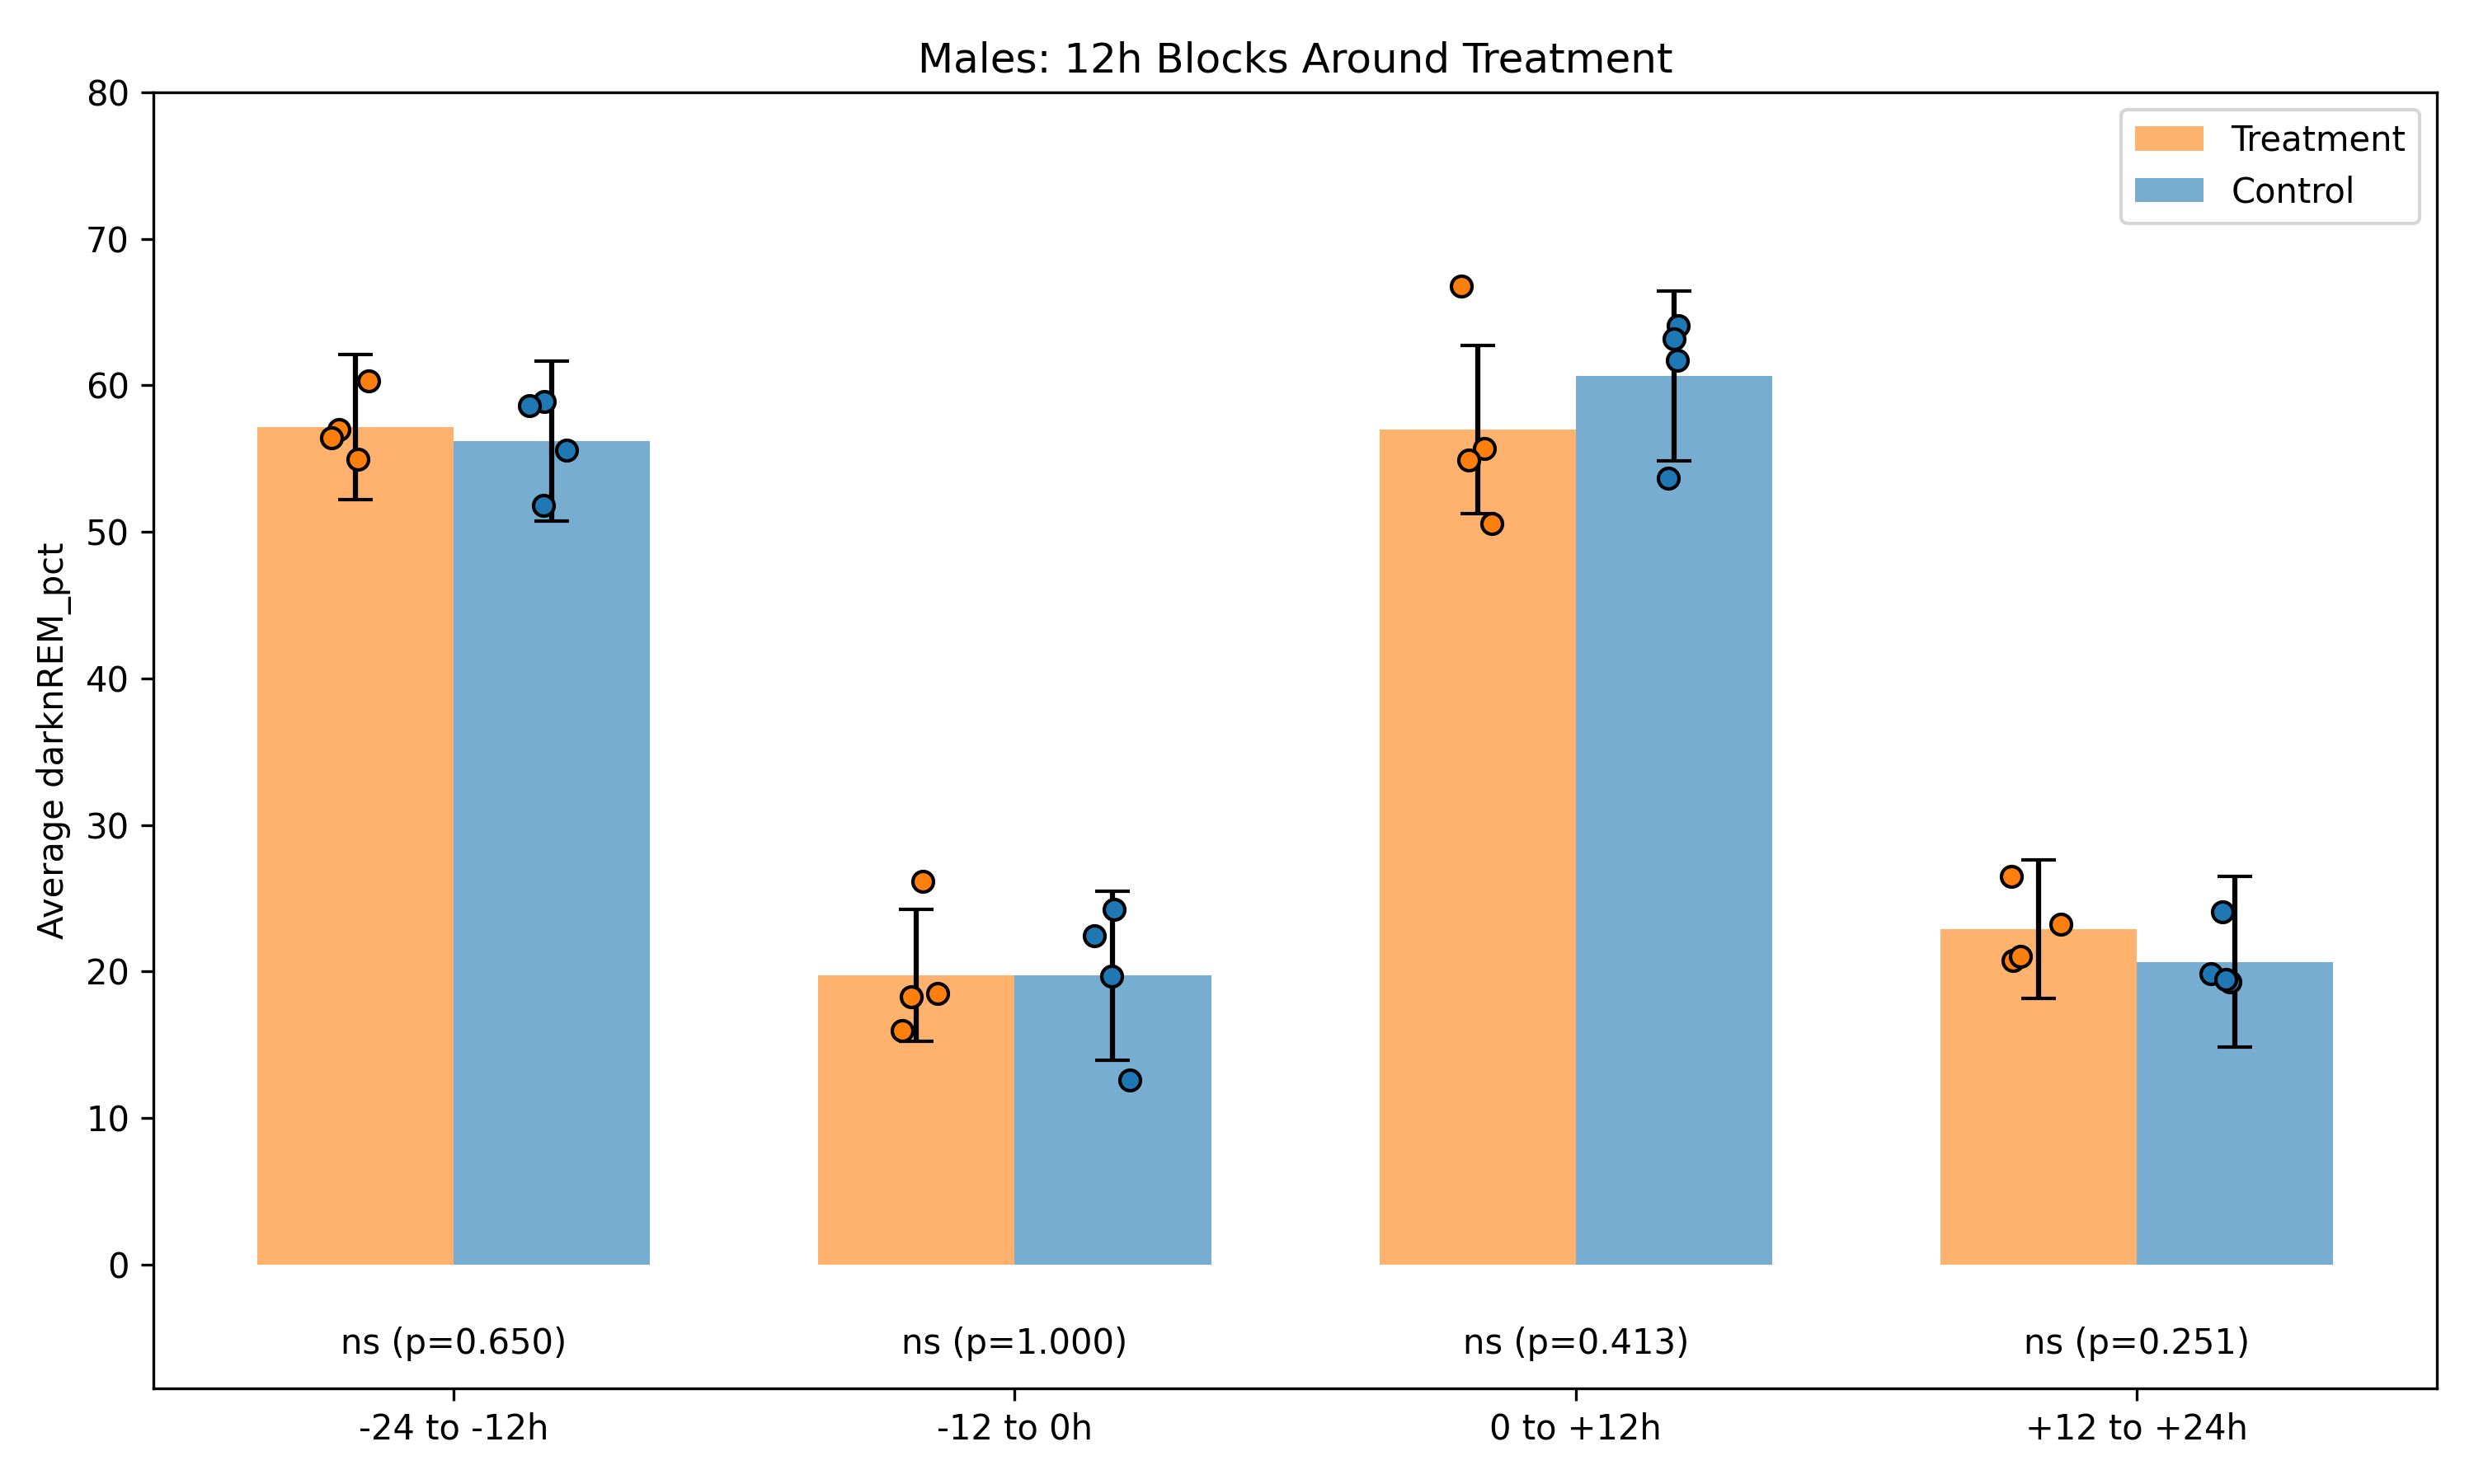 Males: 12h Blocks Around Treatment
Treatment
Control
Average darknREM_pct
80
70
60
50
40
30
20
10
0
ns (p=0.650)
ns (p=1.000)
ns (p=0.413)
ns (p=0.251)
-24 to -12h
-12 to 0h
0 to +12h
+12 to +24h